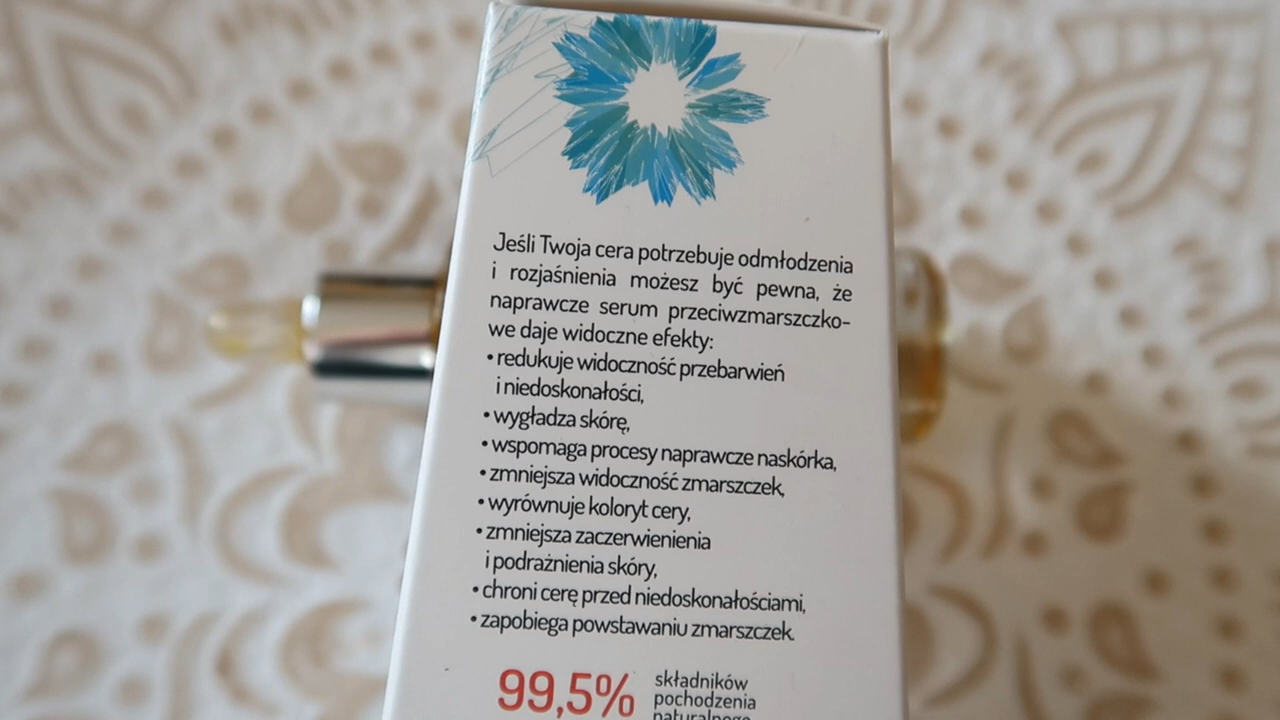 Jeśli Twoja cera potrzebuje odmłodzenia
i rozjaśnienia możesz być pewna, że
naprawcze serum przeciwzmarszczko-
we daje widoczne efekty:
• redukuje widoczność przebarwień
i niedoskonałości,
• wygładza skórę,
• wspomaga procesy naprawcze naskórka,
• zmniejsza widoczność zmarszczek,
• wyrównuje koloryt cery,
• zmniejsza zaczerwienienia
i podrażnienia skóry,
• chroni cerę przed niedoskonałościami,
• zapobiega powstawaniu zmarszczek.
99,5% składników
pochodzenia
naturalnego